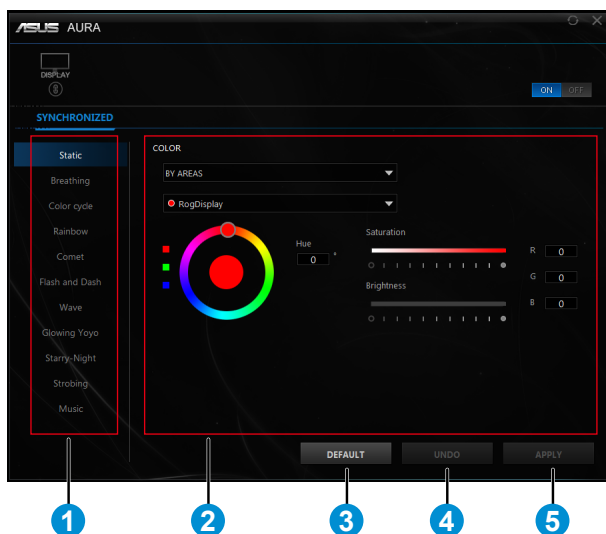 ASUS AURA
DISPLAY
ON OFF
SYNCHRONIZED
Static
Breathing
Color cycle
Rainbow
Comet
Flash and Dash
Wave
Glowing Yoyo
Starry-Night
Strobing
Music
COLOR
BY AREAS
RogDisplay
Hue
0 °
Saturation
Brightness
R 0
G 0
B 0
DEFAULT UNDO APPLY
1 2 3 4 5